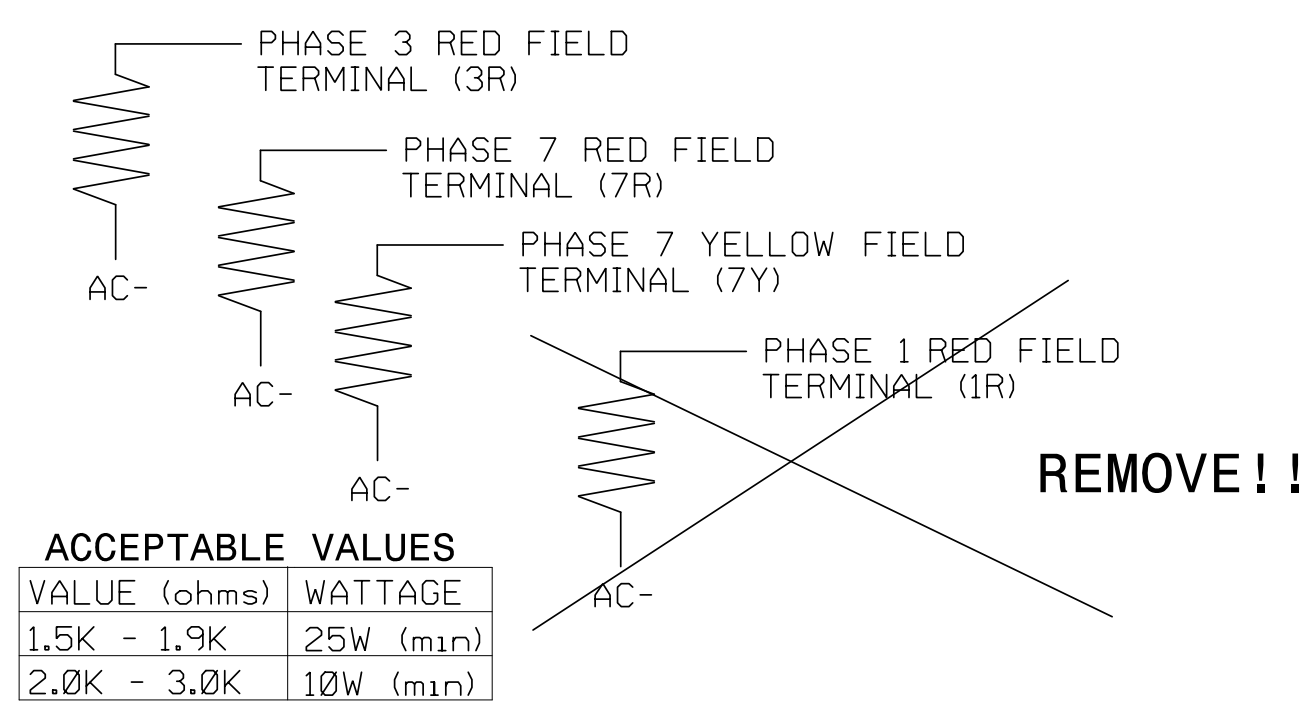 PHASE 3 RED FIELD
TERMINAL (3R)
AC-
PHASE 7 RED FIELD
TERMINAL (7R)
AC-
PHASE 7 YELLOW FIELD
TERMINAL (7Y)
AC-
PHASE 1 RED FIELD
TERMINAL (1R)
AC-
REMOVE!!
ACCEPTABLE VALUES
VALUE (ohms) WATTAGE
1.5K - 1.9K 25W (min)
2.0K - 3.0K 10W (min)